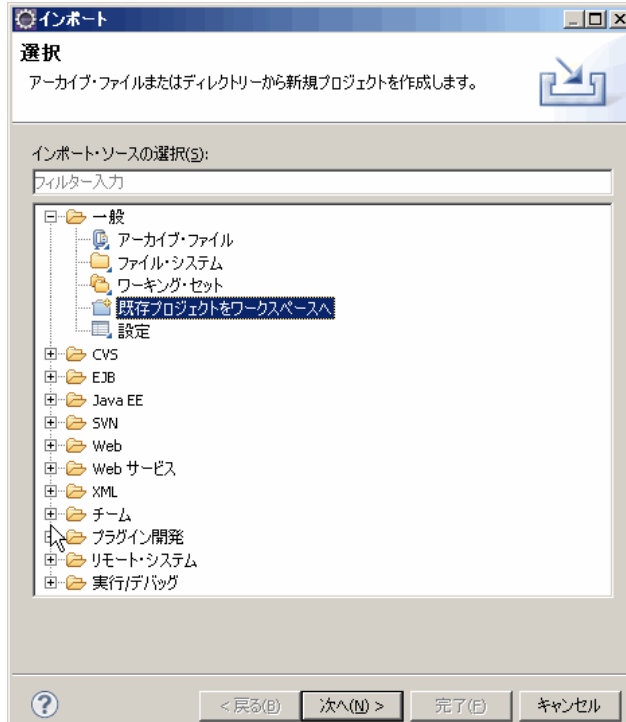 インポート
選択
アーカイブ・ファイルまたはディレクトリーから新規プロジェクトを作成します。
インポート・ソースの選択(S):
フィルター入力
一般
アーカイブ・ファイル
ファイル・システム
ワーキング・セット
既存プロジェクトをワークスペースへ
設定
CVS
EJB
Java EE
SVN
Web
Web サービス
XML
チーム
プラグイン開発
リモート・システム
実行/デバッグ
< 戻る(B) 次へ(N) > 完了(F) キャンセル